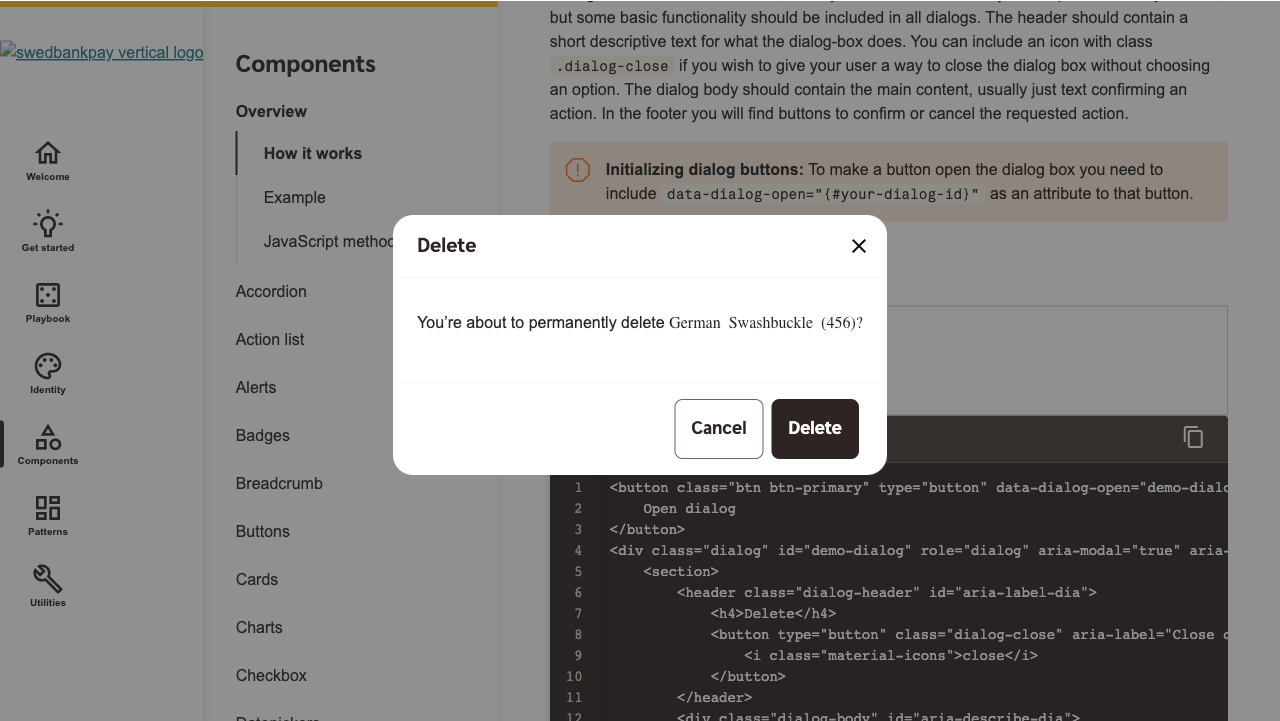 swedbankpay vertical logo
Welcome
Get started
Playbook
Identity
Components
Patterns
Utilities
Components
Overview
How it works
Example
JavaScript method
Accordion
Action list
Alerts
Badges
Breadcrumb
Buttons
Cards
Charts
Checkbox
Datepickers
but some basic functionality should be included in all dialogs. The header should contain a
short descriptive text for what the dialog-box does. You can include an icon with class
.dialog-close if you wish to give your user a way to close the dialog box without choosing
an option. The dialog body should contain the main content, usually just text confirming an
action. In the footer you will find buttons to confirm or cancel the requested action.
Initializing dialog buttons: To make a button open the dialog box you need to
include data-dialog-open="{#your-dialog-id}" as an attribute to that button.
Delete
You’re about to permanently delete German Swashbuckle (456)?
Cancel
Delete
1 <button class="btn btn-primary" type="button" data-dialog-open="demo-dialo
2 Open dialog
3 </button>
4 <div class="dialog" id="demo-dialog" role="dialog" aria-modal="true" aria-
5 <section>
6 <header class="dialog-header" id="aria-label-dia">
7 <h4>Delete</h4>
8 <button type="button" class="dialog-close" aria-label="Close d
9 <i class="material-icons">close</i>
10 </button>
11 </header>
12 <div class="dialog-body" id="aria-describe-dia">